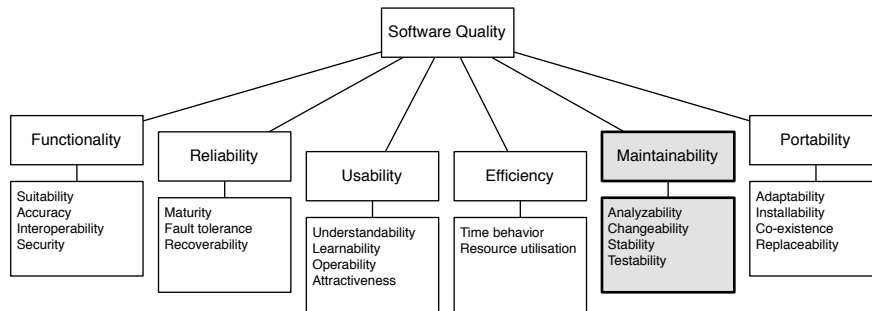 Software Quality
Functionality
Suitability
Accuracy
Interoperability
Security
Reliability
Maturity
Fault tolerance
Recoverability
Usability
Understandability
Learnability
Operability
Attractiveness
Efficiency
Time behavior
Resource utilisation
Maintainability
Analyzability
Changeability
Stability
Testability
Portability
Adaptability
Installability
Co-existence
Replaceability